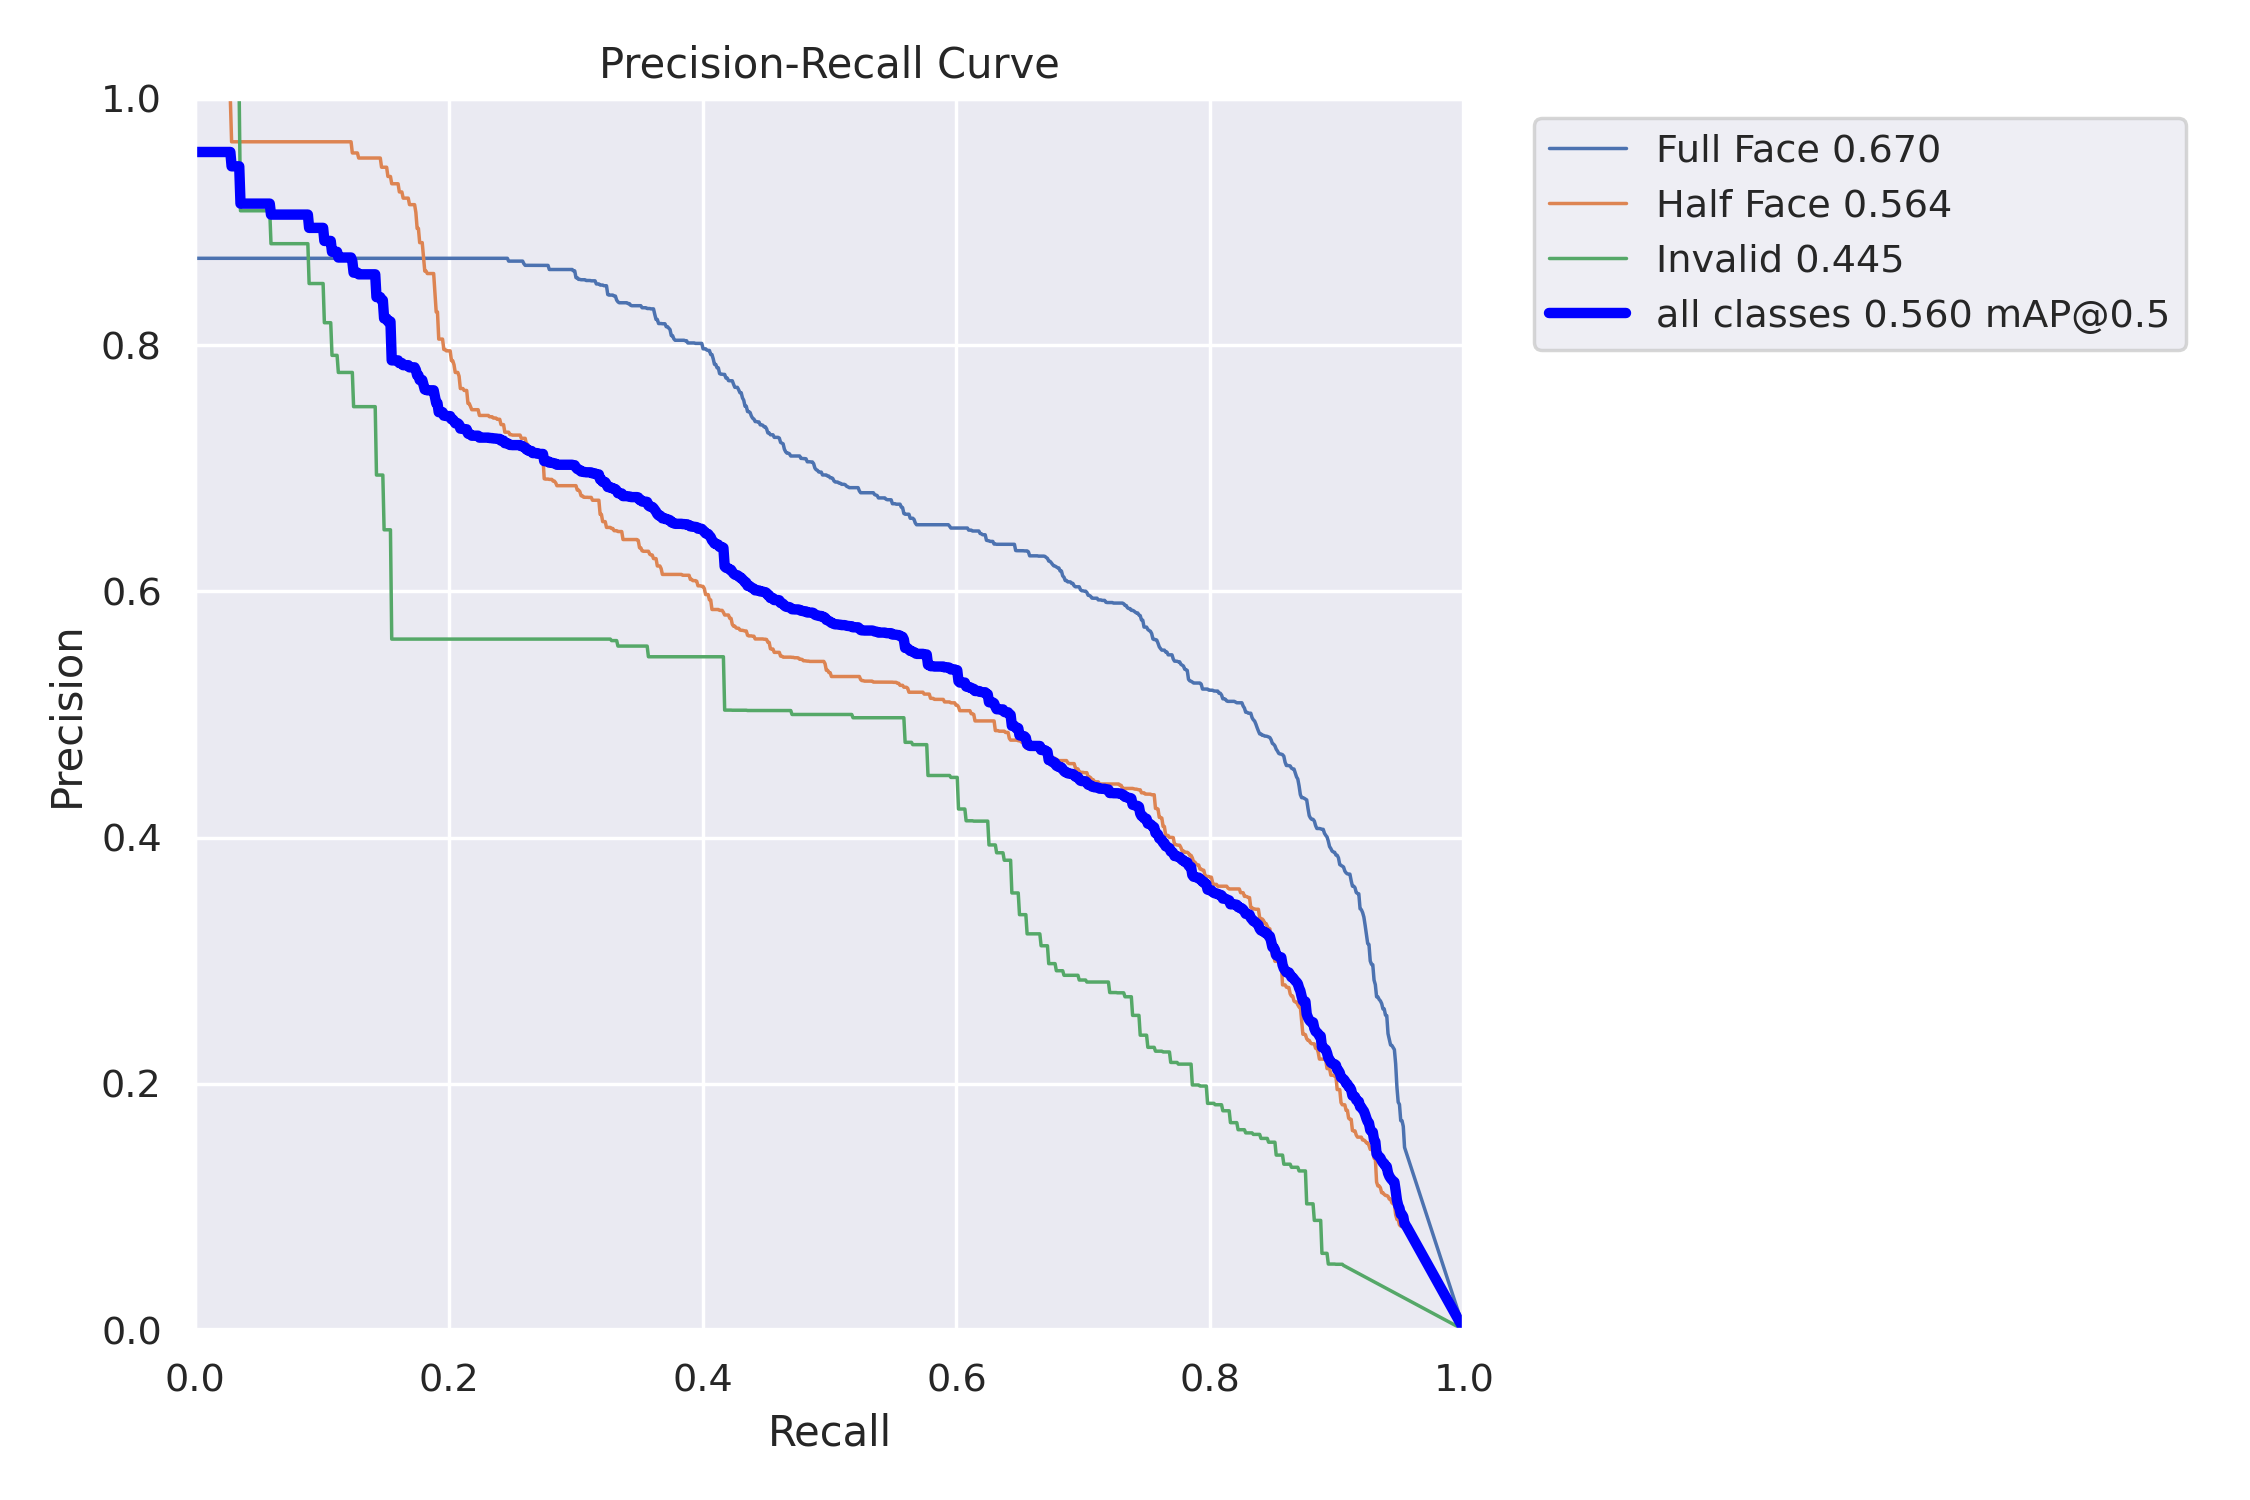 Precision-Recall Curve
1.0
0.8
0.6
0.4
0.2
0.0
Precision
0.0 0.2 0.4 0.6 0.8 1.0
Recall
Full Face 0.670
Half Face 0.564
Invalid 0.445
all classes 0.560 mAP@0.5